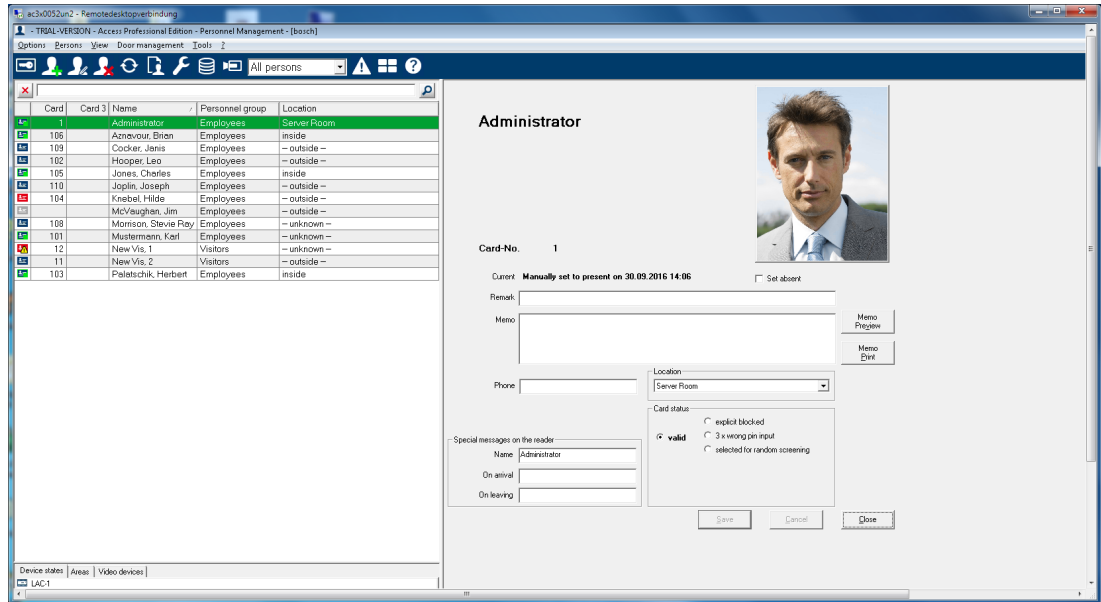 ac3x0052un2 - Remotedesktopverbindung
- TRIAL-VERSION - Access Professional Edition - Personnel Management - [bosch]
Options Persons View Door management Tools ?
All persons
Card Card 3 Name Personnel group Location
1 Administrator Employees Server Room
106 Aznavour, Brian Employees inside
109 Cocker, Janis Employees -- outside --
102 Hooper, Leo Employees -- outside --
105 Jones, Charles Employees inside
110 Joplin, Joseph Employees -- outside --
104 Knebel, Hilde Employees -- outside --
McVaughan, Jim Employees -- outside --
108 Morrison, Stevie Ray Employees -- unknown --
101 Mustermann, Karl Employees -- unknown --
12 New Vis, 1 Visitors -- unknown --
11 New Vis, 2 Visitors -- outside --
103 Palatschik, Herbert Employees inside
Device states Areas Video devices
LAC-1
Administrator
Card-No. 1
Current Manually set to present on 30.09.2016 14:06
Set absent
Remark
Memo
Memo Preview
Memo Print
Phone
Location
Server Room
Card status
valid
explicit blocked
3 x wrong pin input
selected for random screening
Special messages on the reader
Name Administrator
On arrival
On leaving
Save Cancel Close